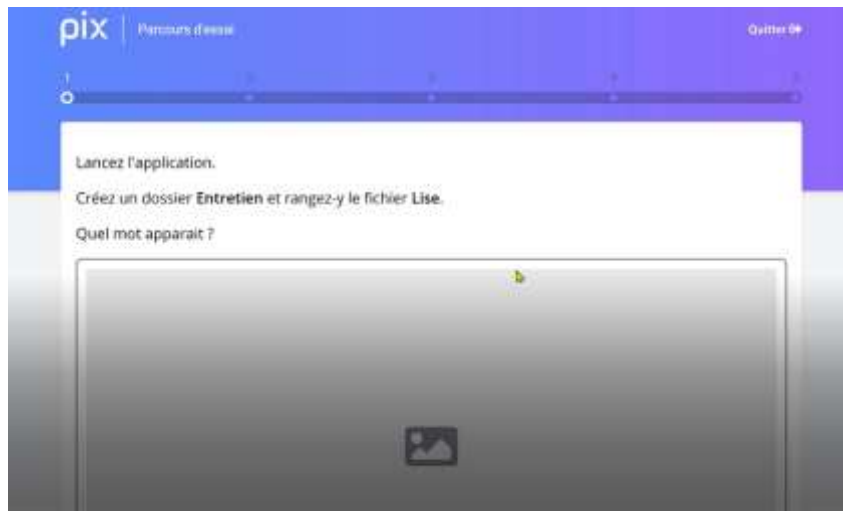 pix | Parcours d'essai
Quitter
1 2 3 4 5
Lancez l'application.
Créez un dossier Entretien et rangez-y le fichier Lise.
Quel mot apparait ?